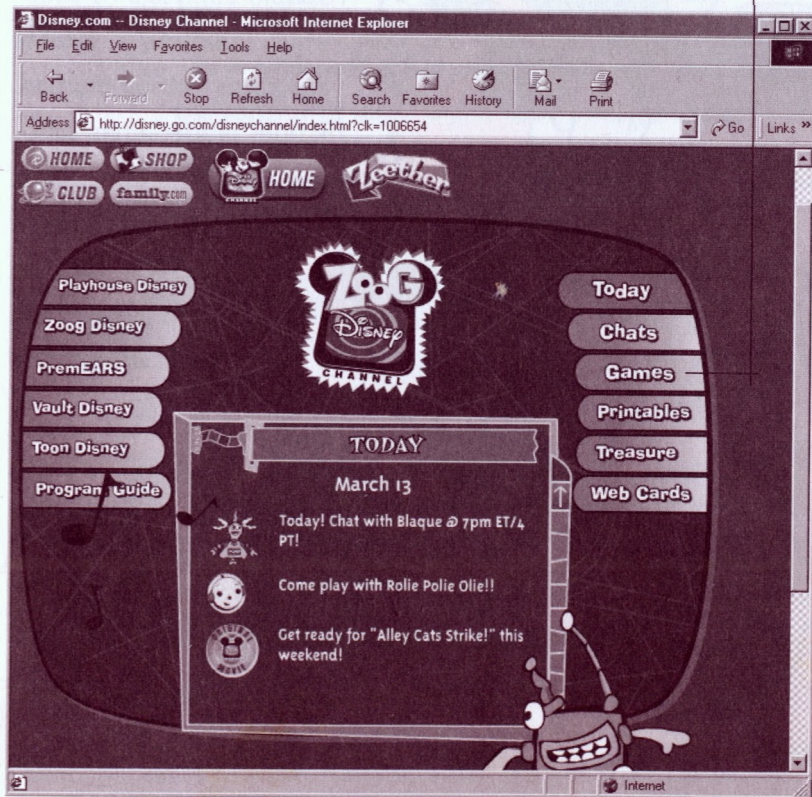 Disney.com -- Disney Channel - Microsoft Internet Explorer
File Edit View Favorites Tools Help
Back Forward Stop Refresh Home Search Favorites History Mail Print
Address http://disney.go.com/disneychannel/index.html?clk=1006654 Go Links »
HOME SHOP
CLUB family.com
Disney CHANNEL HOME
Zeether
Playhouse Disney
Zoog Disney
PremEARS
Vault Disney
Toon Disney
Program Guide
ZOOG
Disney
CHANNEL
Today
Chats
Games
Printables
Treasure
Web Cards
TODAY
March 13
Today! Chat with Blaque @ 7pm ET/4
PT!
Come play with Rolie Polie Olie!!
Get ready for "Alley Cats Strike!" this
weekend!
Internet